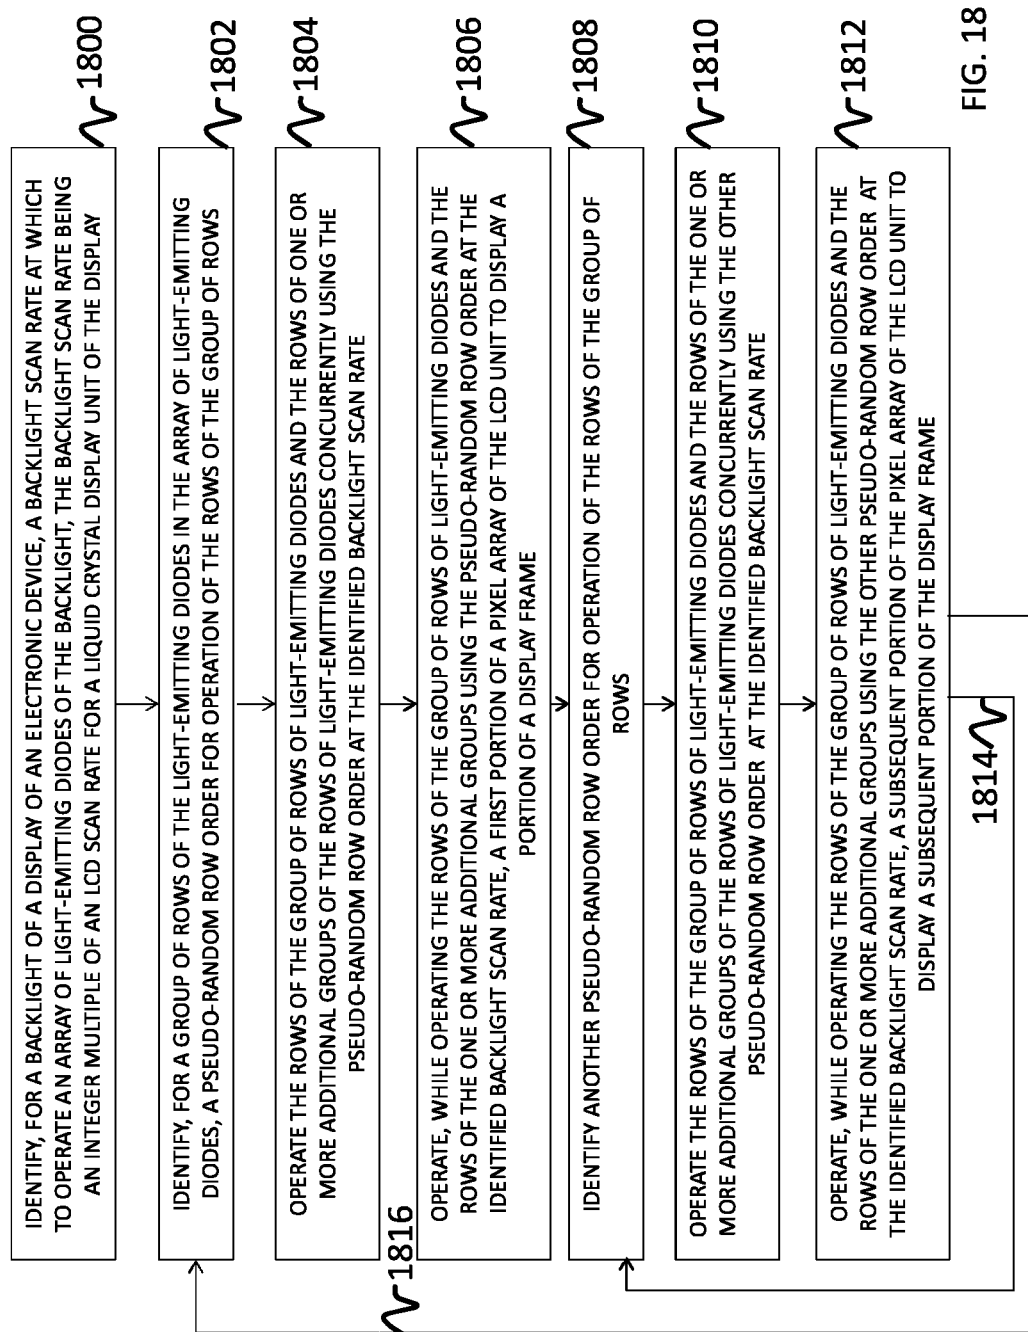 IDENTIFY, FOR A BACKLIGHT OF A DISPLAY OF AN ELECTRONIC DEVICE, A BACKLIGHT SCAN RATE AT WHICH
TO OPERATE AN ARRAY OF LIGHT-EMITTING DIODES OF THE BACKLIGHT, THE BACKLIGHT SCAN RATE BEING
AN INTEGER MULTIPLE OF AN LCD SCAN RATE FOR A LIQUID CRYSTAL DISPLAY UNIT OF THE DISPLAY
1800
IDENTIFY, FOR A GROUP OF ROWS OF THE LIGHT-EMITTING DIODES IN THE ARRAY OF LIGHT-EMITTING
DIODES, A PSEUDO-RANDOM ROW ORDER FOR OPERATION OF THE ROWS OF THE GROUP OF ROWS
1802
OPERATE THE ROWS OF THE GROUP OF ROWS OF LIGHT-EMITTING DIODES AND THE ROWS OF ONE OR
MORE ADDITIONAL GROUPS OF THE ROWS OF LIGHT-EMITTING DIODES CONCURRENTLY USING THE
PSEUDO-RANDOM ROW ORDER AT THE IDENTIFIED BACKLIGHT SCAN RATE
1804
OPERATE, WHILE OPERATING THE ROWS OF THE GROUP OF ROWS OF LIGHT-EMITTING DIODES AND THE
ROWS OF THE ONE OR MORE ADDITIONAL GROUPS USING THE PSEUDO-RANDOM ROW ORDER AT THE
IDENTIFIED BACKLIGHT SCAN RATE, A FIRST PORTION OF A PIXEL ARRAY OF THE LCD UNIT TO DISPLAY A
PORTION OF A DISPLAY FRAME
1806
IDENTIFY ANOTHER PSEUDO-RANDOM ROW ORDER FOR OPERATION OF THE ROWS OF THE GROUP OF
ROWS
1808
OPERATE THE ROWS OF THE GROUP OF ROWS OF LIGHT-EMITTING DIODES AND THE ROWS OF THE ONE OR
MORE ADDITIONAL GROUPS OF THE ROWS OF LIGHT-EMITTING DIODES CONCURRENTLY USING THE OTHER
PSEUDO-RANDOM ROW ORDER AT THE IDENTIFIED BACKLIGHT SCAN RATE
1810
OPERATE, WHILE OPERATING THE ROWS OF THE GROUP OF ROWS OF LIGHT-EMITTING DIODES AND THE
ROWS OF THE ONE OR MORE ADDITIONAL GROUPS USING THE OTHER PSEUDO-RANDOM ROW ORDER AT
THE IDENTIFIED BACKLIGHT SCAN RATE, A SUBSEQUENT PORTION OF THE PIXEL ARRAY OF THE LCD UNIT TO
DISPLAY A SUBSEQUENT PORTION OF THE DISPLAY FRAME
1812
1816
1814
FIG. 18